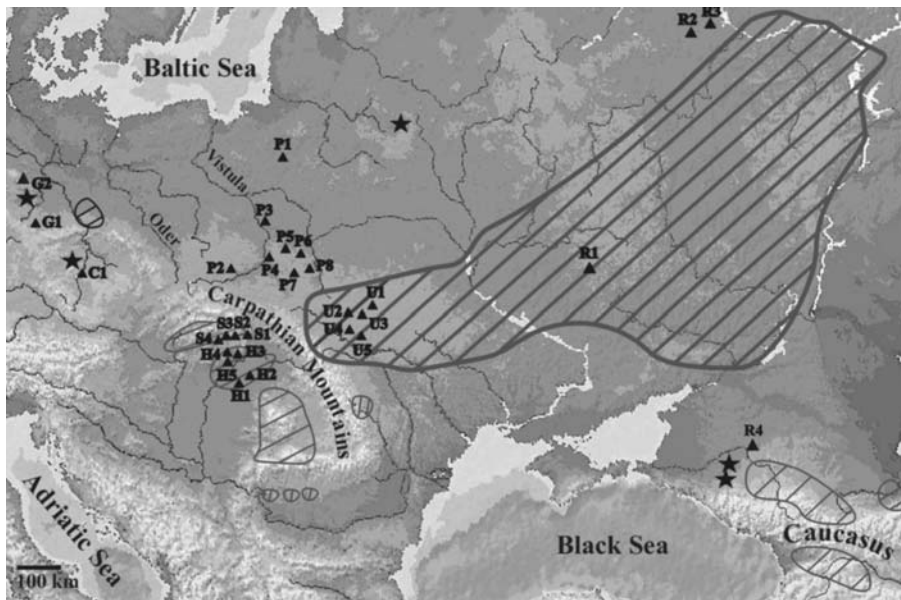 R2 R3
Baltic Sea
P1
Vistula
G2
G1
Oder
P3
P5 P6
C1
P2
P4
P8
P7
R1
Carpathian Mountains
U1
U2
U3
U4
U5
S3 S2
S1
S4
H3
H4
H5
H2
H1
R4
Adriatic Sea
Black Sea
Caucasus
100 km